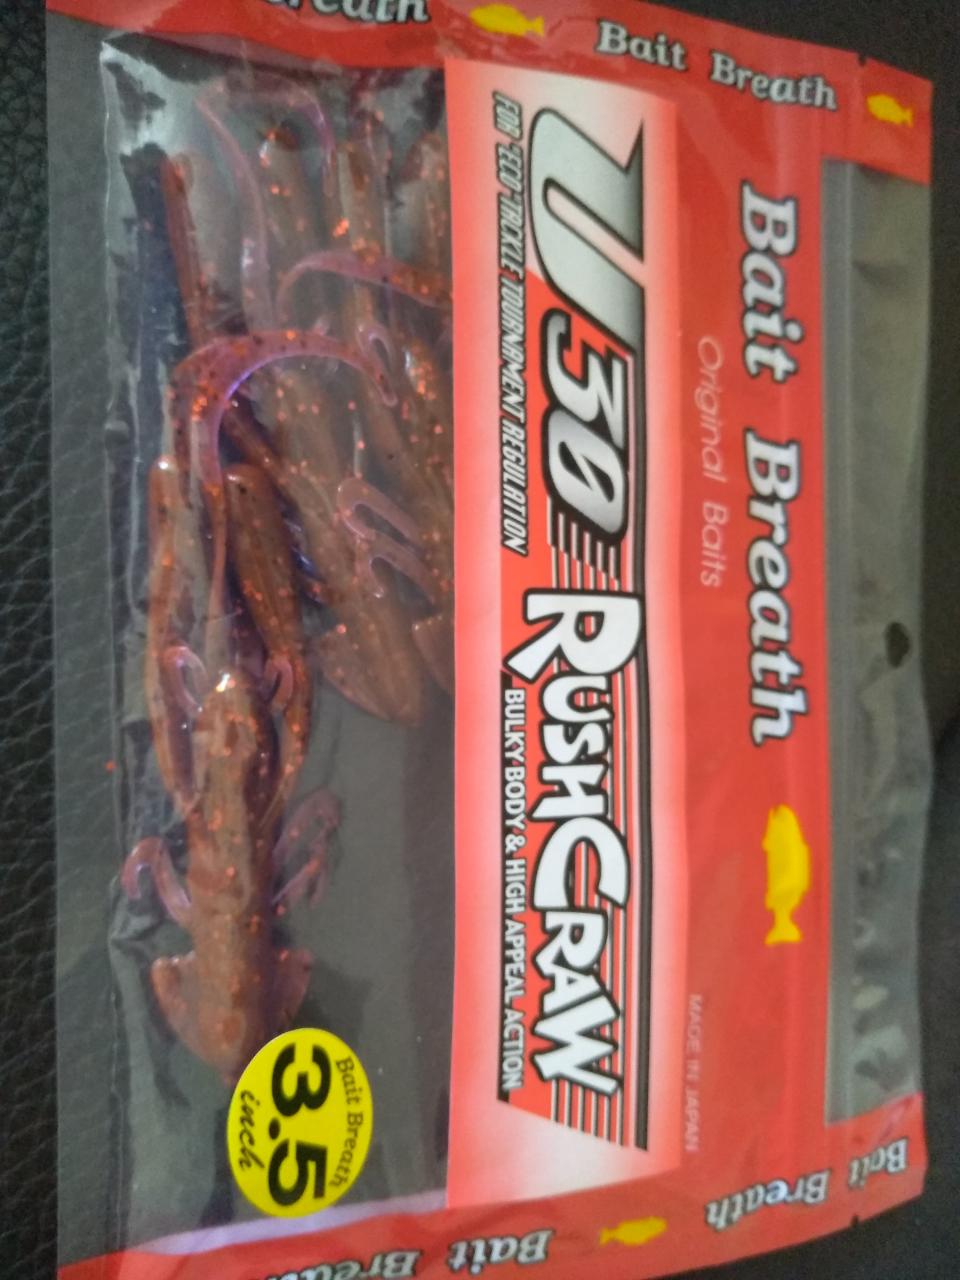 Bait Breath
Bait Breath
Original Baits
MADE IN JAPAN
U30 RUSHCRAW
FOR "ECO" TACKLE TOURNAMENT REGULATION
BULKY BODY & HIGH APPEAL ACTION
Bait Breath
3.5
inch
Bait Breath
Bait